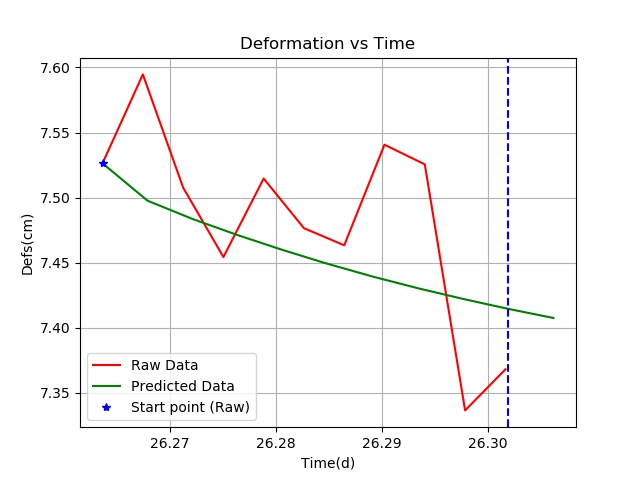 Deformation vs Time
7.60
7.55
7.50
7.45
7.40
7.35
Defs(cm)
Raw Data
Predicted Data
Start point (Raw)
26.27 26.28 26.29 26.30
Time(d)